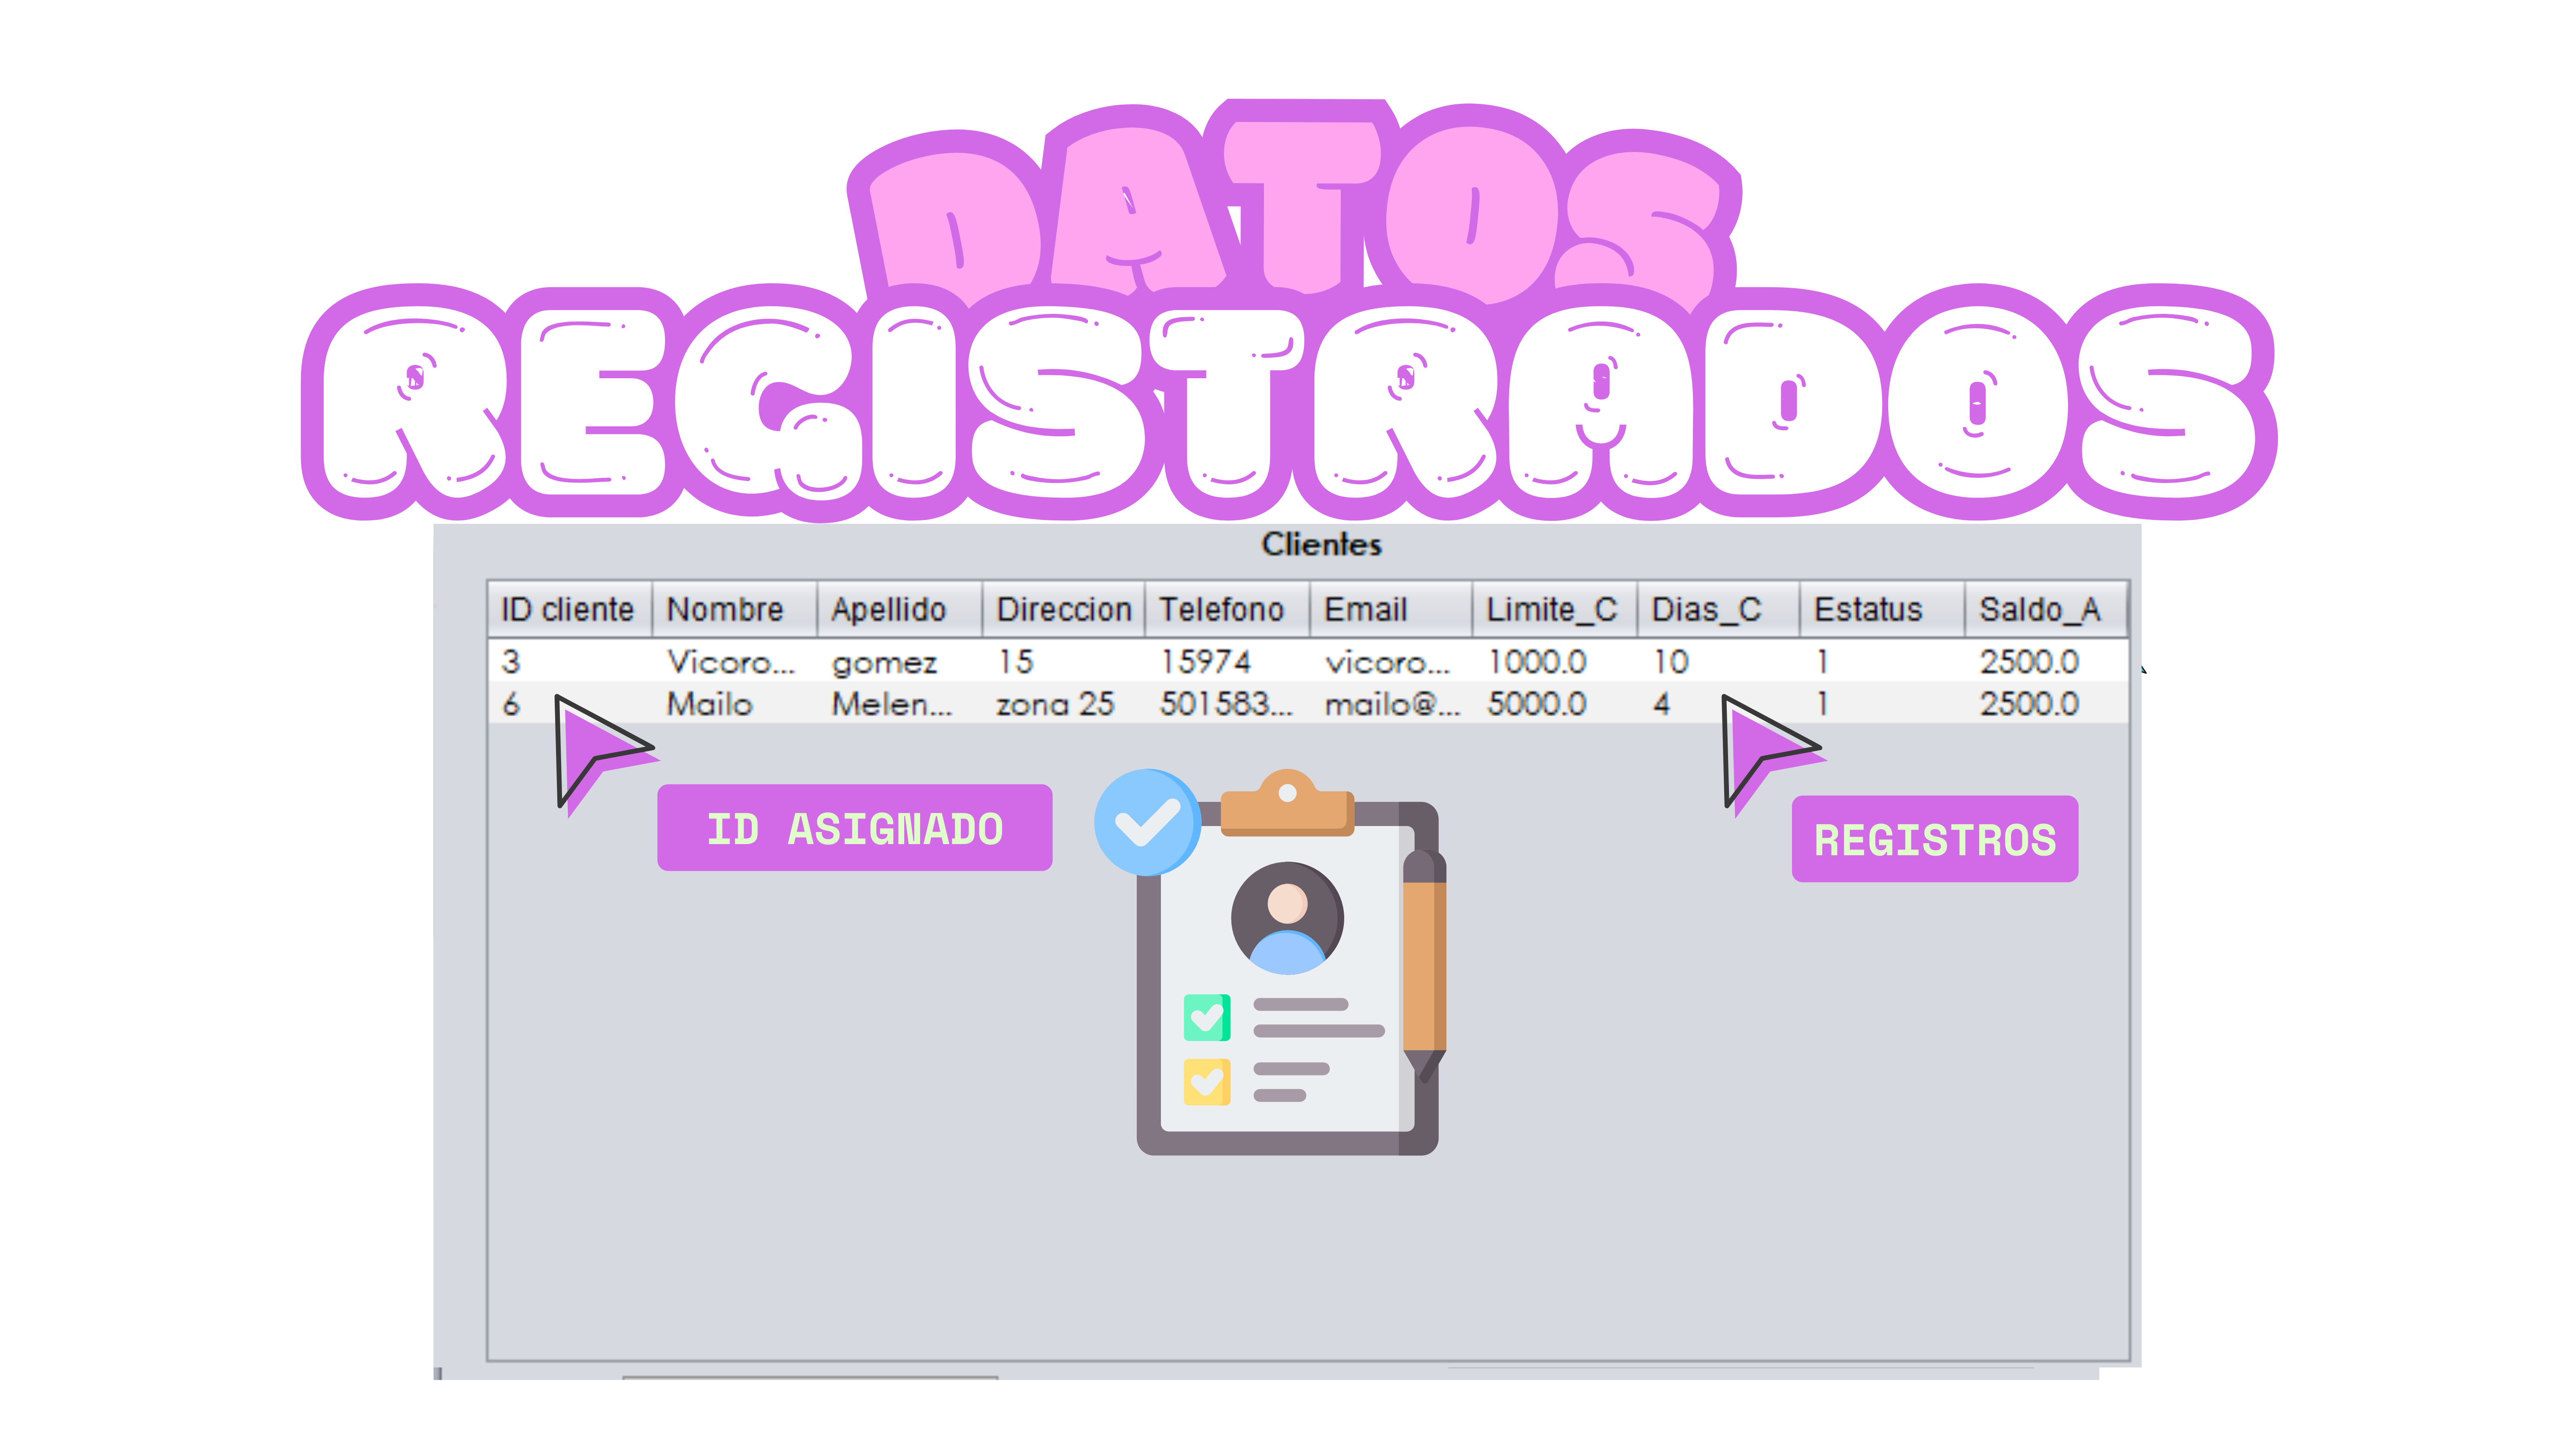 DATOS
REGISTRADOS
Clientes
ID cliente Nombre Apellido Direccion Telefono Email Limite_C Dias_C Estatus Saldo_A
3 Vicoro... gomez 15 15974 vicoro... 1000.0 10 1 2500.0
6 Mailo Melen... zona 25 501583... mailo@... 5000.0 4 1 2500.0
ID ASIGNADO
REGISTROS